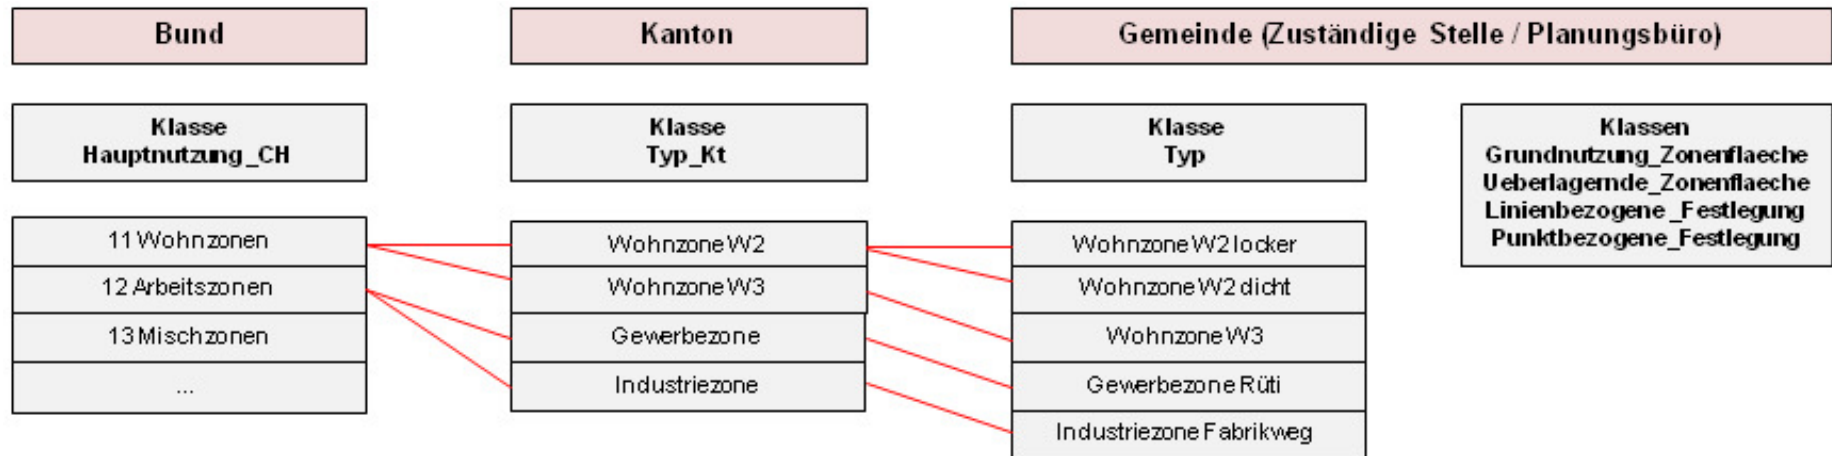 Bund
Kanton
Gemeinde (Zuständige Stelle / Planungsbüro)
Klasse
Hauptnutzung_CH
Klasse
Typ_Kt
Klasse
Typ
Klassen
Grundnutzung_Zonenflaeche
Ueberlagernde_Zonenflaeche
Linienbezogene_Festlegung
Punktbezogene_Festlegung
11 Wohnzonen
12 Arbeitszonen
13 Mischzonen
...
Wohnzone W2
Wohnzone W3
Gewerbezone
Industriezone
Wohnzone W2 locker
Wohnzone W2 dicht
Wohnzone W3
Gewerbezone Rüti
Industriezone Fabrikweg